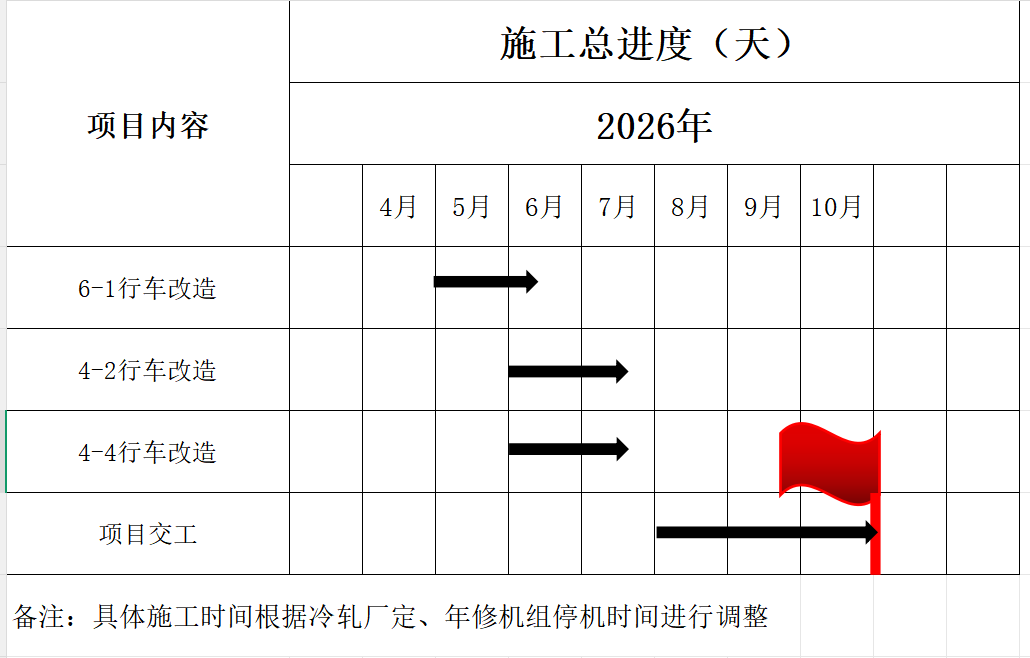 施工总进度（天）
项目内容
2026年
4月 5月 6月 7月 8月 9月 10月
6-1行车改造
4-2行车改造
4-4行车改造
项目交工
备注：具体施工时间根据冷轧厂定、年修机组停机时间进行调整